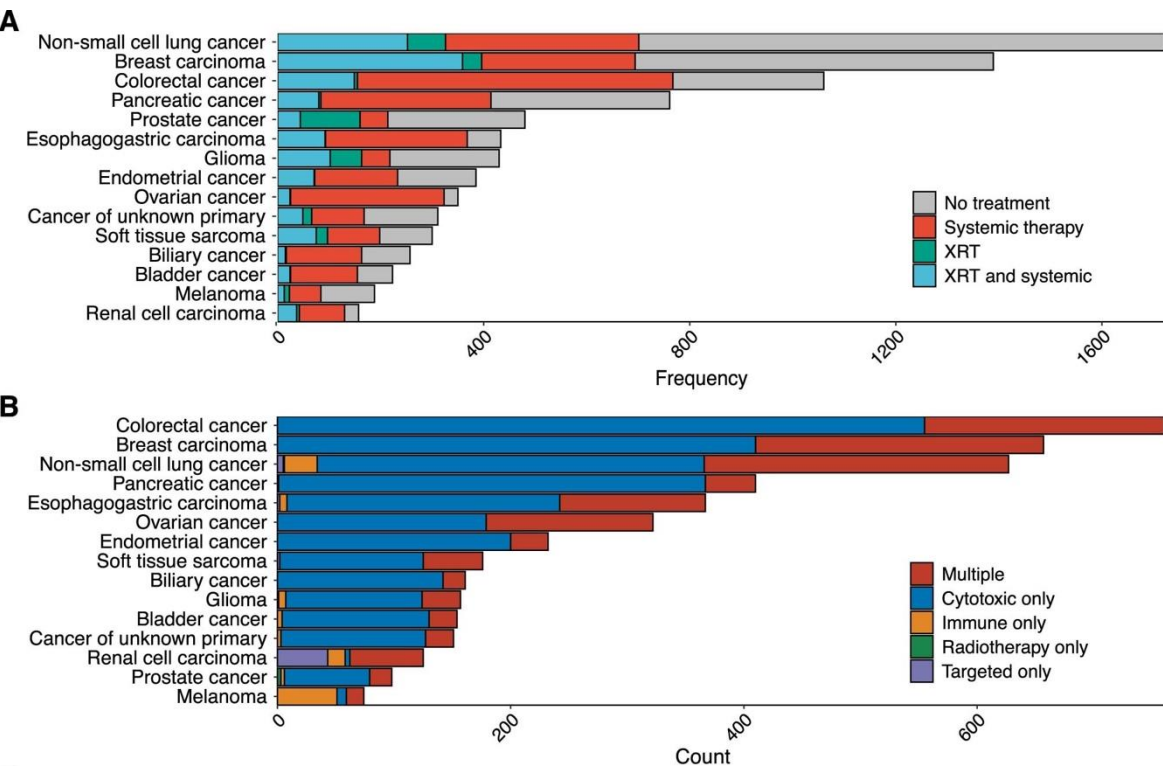 A
Non-small cell lung cancer
Breast carcinoma
Colorectal cancer
Pancreatic cancer
Prostate cancer
Esophagogastric carcinoma
Glioma
Endometrial cancer
Ovarian cancer
Cancer of unknown primary
Soft tissue sarcoma
Biliary cancer
Bladder cancer
Melanoma
Renal cell carcinoma
No treatment
Systemic therapy
XRT
XRT and systemic
0 400 800 1200 1600
Frequency
B
Colorectal cancer
Breast carcinoma
Non-small cell lung cancer
Pancreatic cancer
Esophagogastric carcinoma
Ovarian cancer
Endometrial cancer
Soft tissue sarcoma
Biliary cancer
Glioma
Bladder cancer
Cancer of unknown primary
Renal cell carcinoma
Prostate cancer
Melanoma
Multiple
Cytotoxic only
Immune only
Radiotherapy only
Targeted only
0 200 400 600
Count